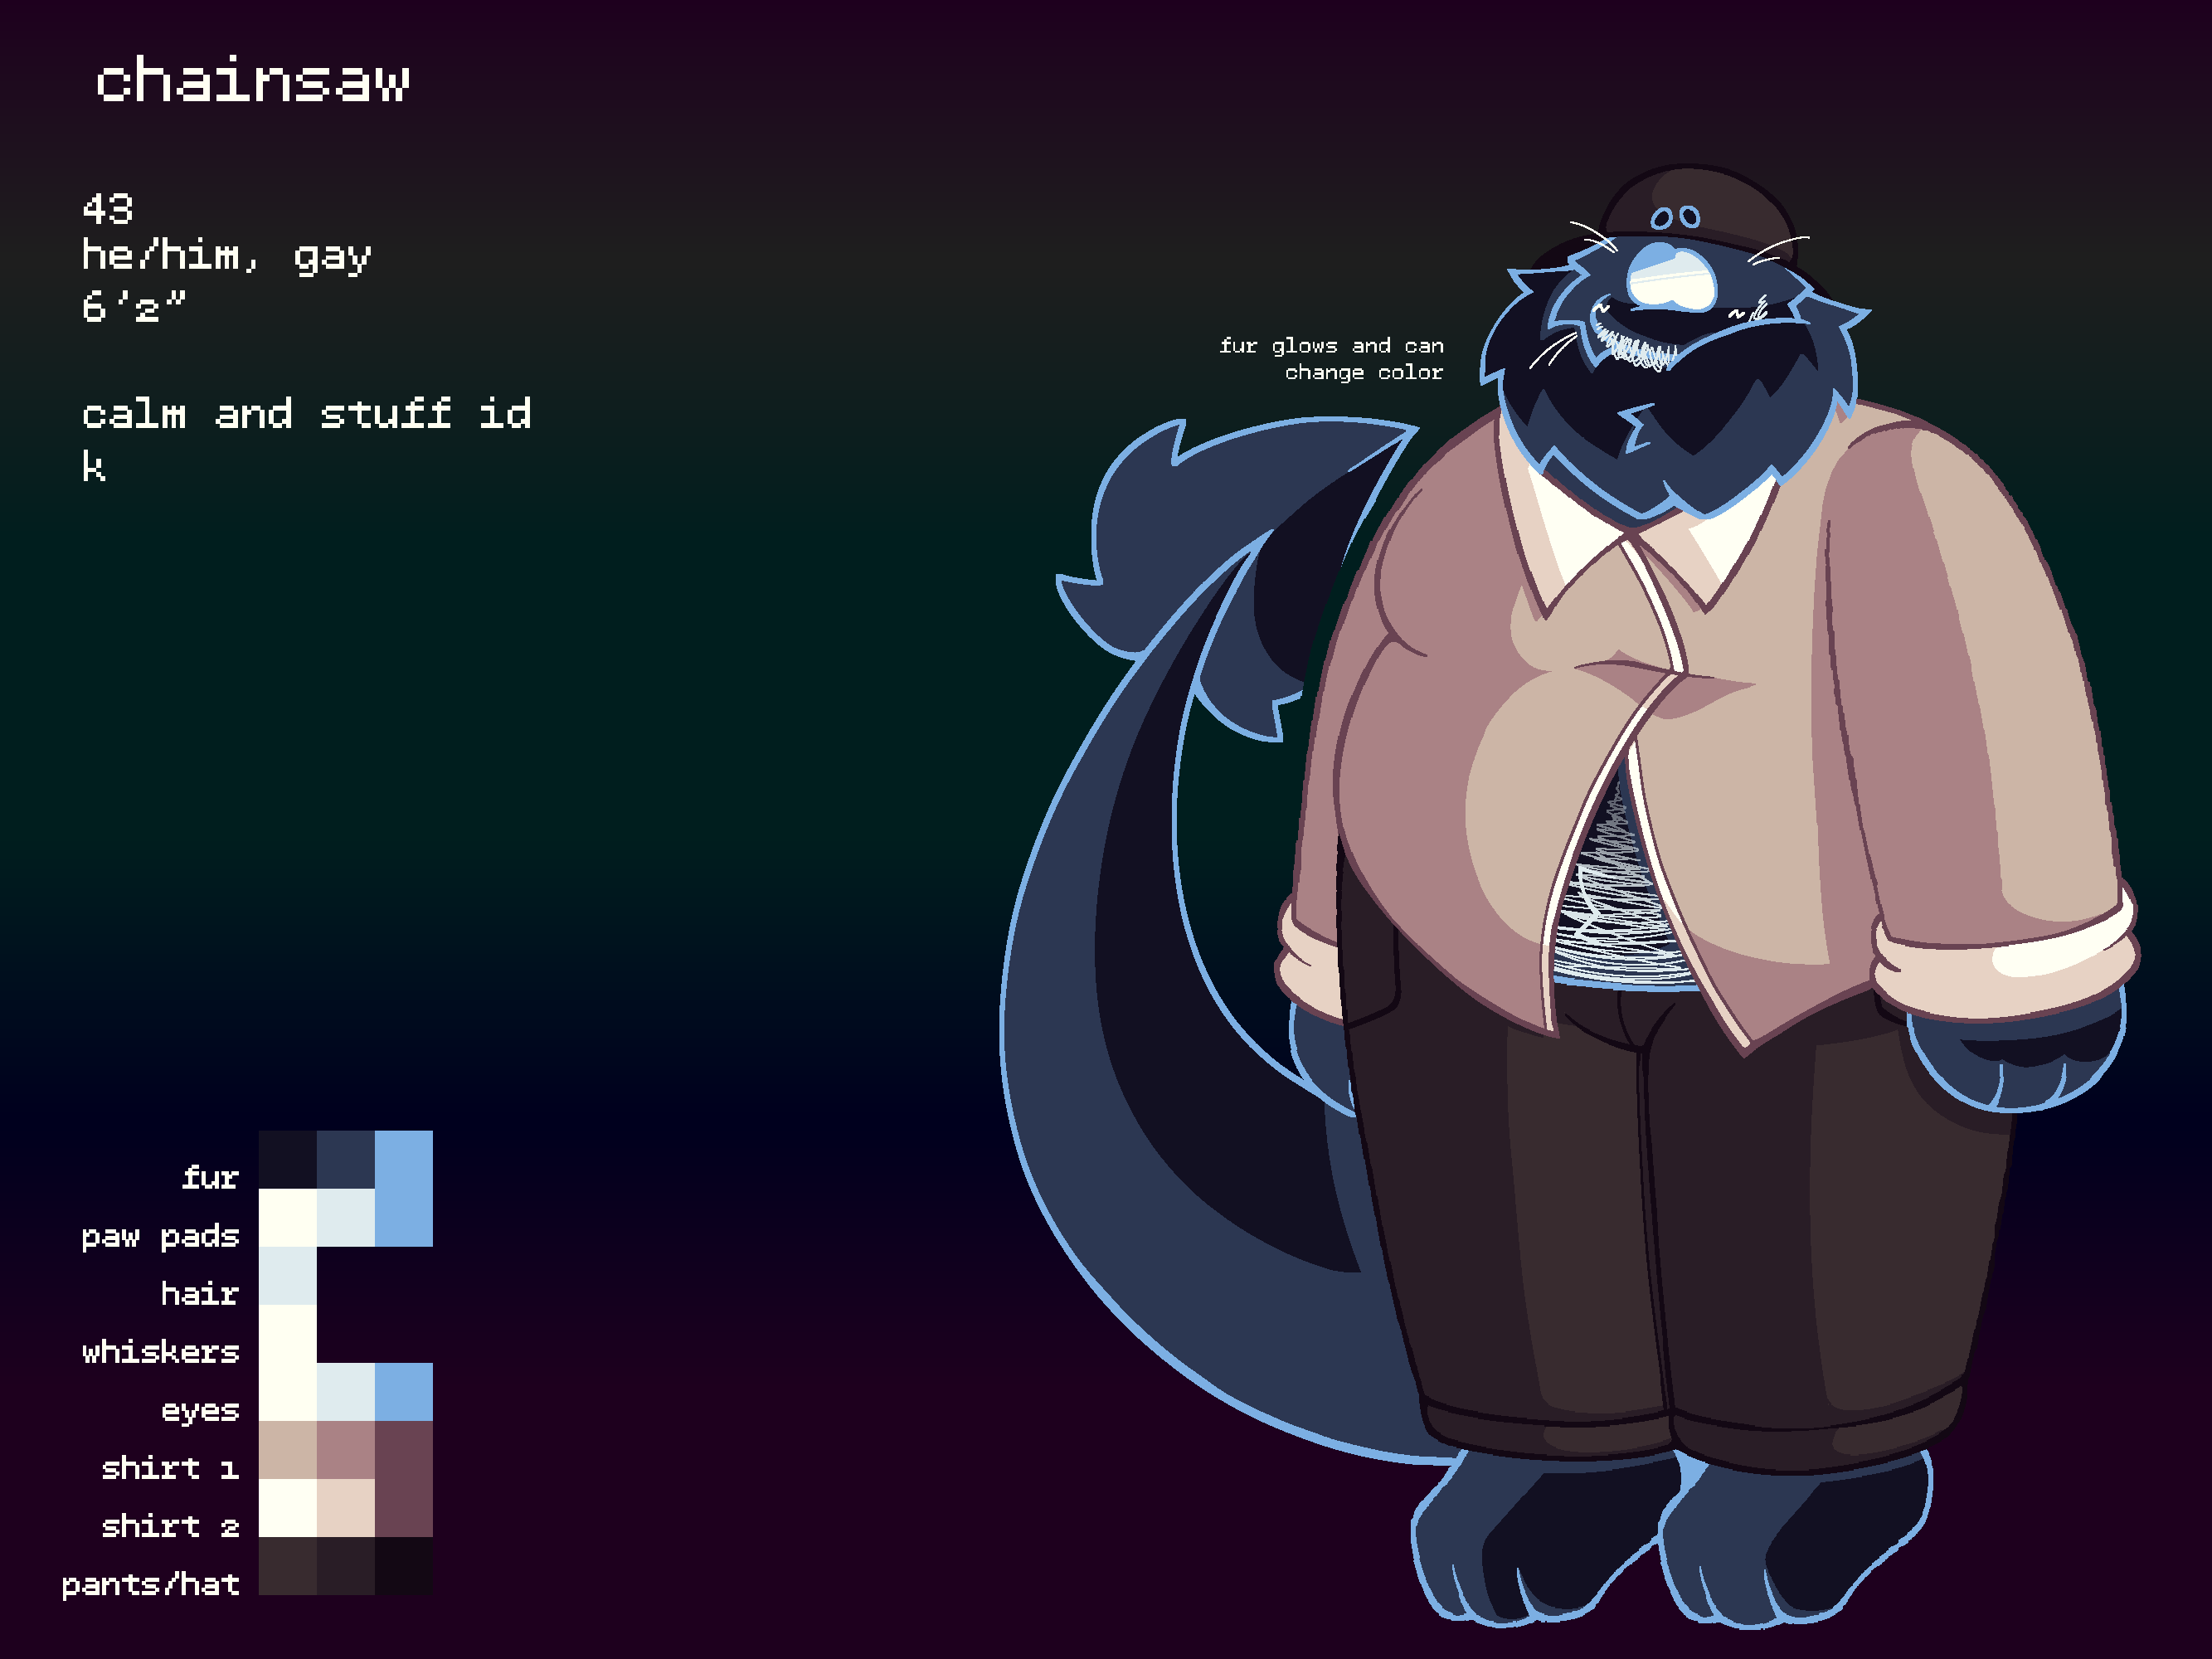 chainsaw
43
he/him, gay
6'2"
calm and stuff id
k
fur glows and can
change color
fur
paw pads
hair
whiskers
eyes
shirt 1
shirt 2
pants/hat